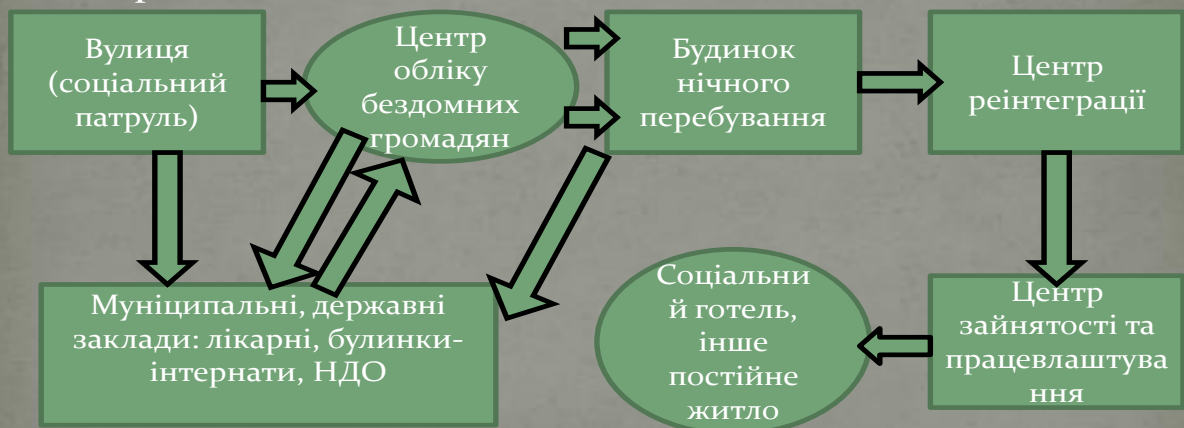 Вулиця
(соціальний
патруль)
Центр
обліку
бездомних
громадян
Будинок
нічного
перебування
Центр
реінтеграції
Муніципальні, державні
заклади: лікарні, булинки-
інтернати, НДО
Соціальни
й готель,
інше
постійне
житло
Центр
зайнятості та
працевлаштува
ння